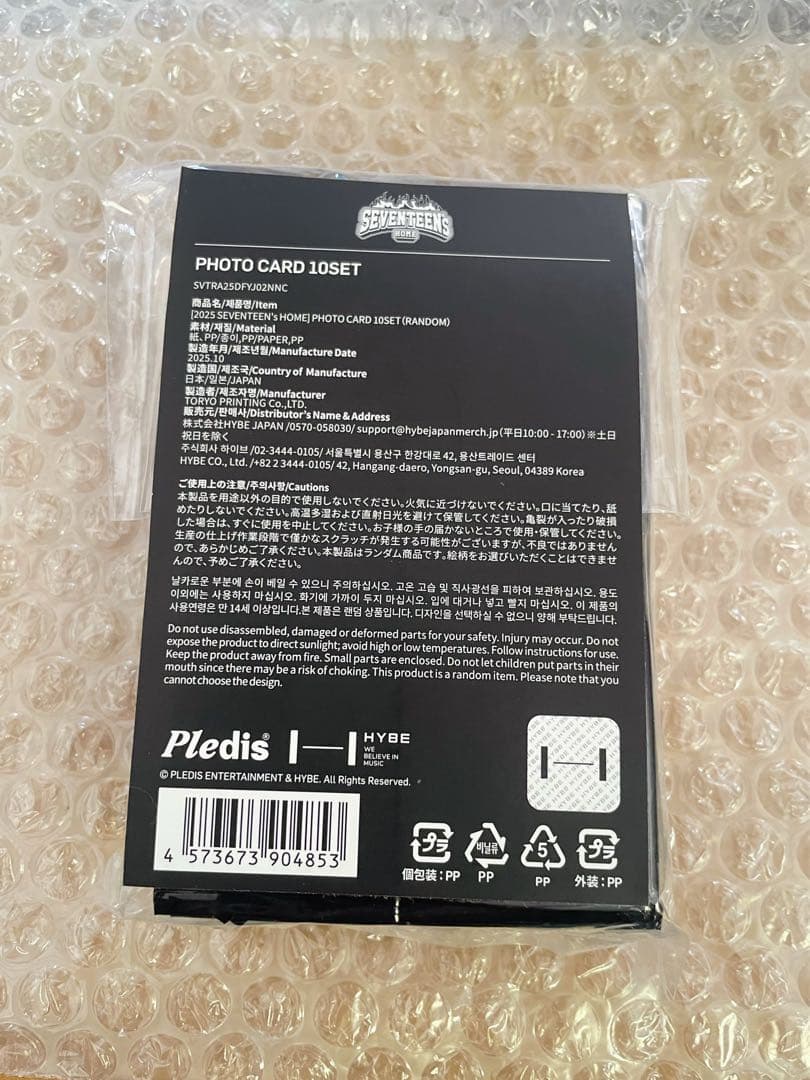 SEVENTEEN'S
HOME
PHOTO CARD 10SET
SVTRA25DFYJ02NNC
商品名/제품명/Item
[2025 SEVENTEEN's HOME] PHOTO CARD 10SET (RANDOM)
素材/재질/Material
紙、PP/종이,PP/PAPER,PP
製造年月/제조년월/Manufacture Date
2025.10
製造国/제조국/Country of Manufacture
日本/일본/JAPAN
製造者/제조자명/Manufacturer
TORYO PRINTING Co.,LTD.
販売元/판매사/Distributor's Name & Address
株式会社HYBE JAPAN /0570-058030/ support@hybejapanmerch.jp (平日10:00 - 17:00) ※土日
祝日を除く
주식회사 하이브 /02-3444-0105/ 서울특별시 용산구 한강대로 42, 용산트레이드 센터
HYBE CO., Ltd. /+82 2 3444-0105/ 42, Hangang-daero, Yongsan-gu, Seoul, 04389 Korea
ご使用上の注意/주의사항/Cautions
本製品を用途以外の目的で使用しないでください。火気に近づけないでください。口に当てたり、舐
めたりしないでください。高温多湿および直射日光を避けて保管してください。亀裂が入ったり破損
した場合は、すぐに使用を中止してください。お子様の手の届かないところで使用・保管してください。
生産の仕上げ作業段階で僅かなスクラッチが発生する可能性がございますが、不良ではありません
ので、あらかじめご了承ください。本製品はランダム商品です。絵柄をお選びいただくことはできませ
んので、予めご了承ください。
날카로운 부분에 손이 베일 수 있으니 주의하십시오. 고온 고습 및 직사광선을 피하여 보관하십시오. 용도
이외에는 사용하지 마십시오. 화기에 가까이 두지 마십시오. 입에 대거나 넣고 빨지 마십시오. 이 제품의
사용연령은 만 14세 이상입니다.본 제품은 랜덤 상품입니다. 디자인을 선택하실 수 없으니 양해 부탁드립니다.
Do not use disassembled, damaged or deformed parts for your safety. Injury may occur. Do not
expose the product to direct sunlight; avoid high or low temperatures. Follow instructions for use.
Keep the product away from fire. Small parts are enclosed. Do not let children put parts in their
mouth since there may be a risk of choking. This product is a random item. Please note that you
cannot choose the design.
Pledis® HYBE
WE
BELIEVE IN
MUSIC
© PLEDIS ENTERTAINMENT & HYBE. All Rights Reserved.
4 573673 904853
プラ 비닐류 5 プラ
個包装：PP PP PP 外装：PP